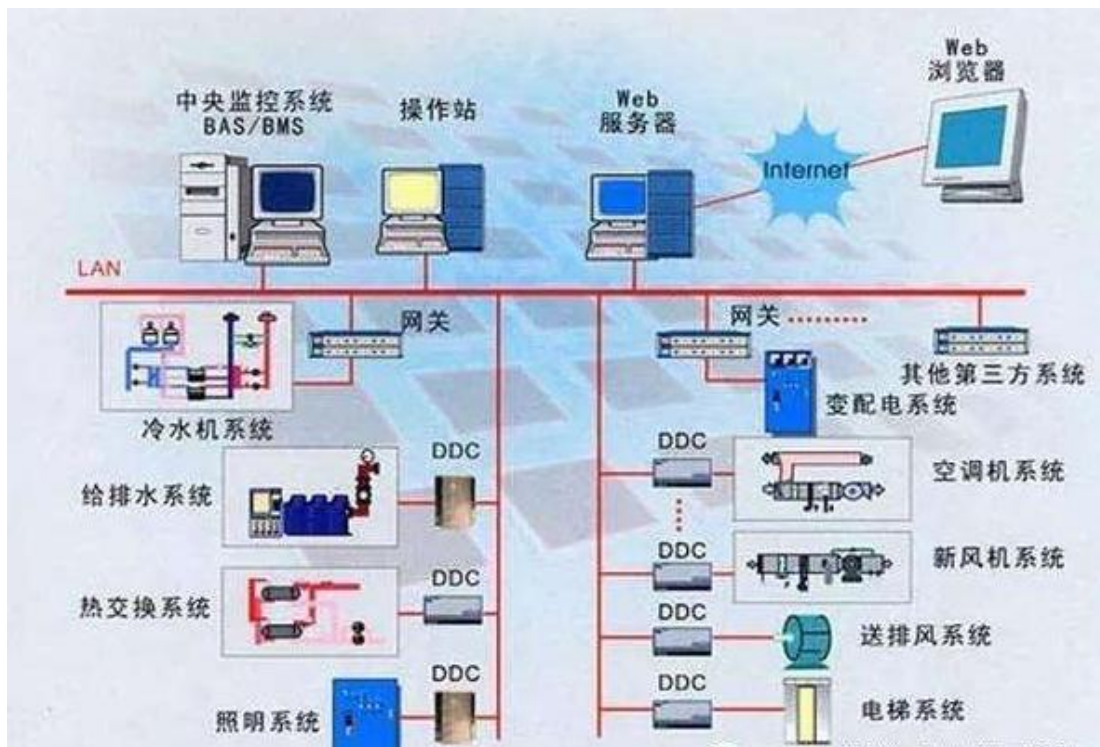 中央监控系统
BAS/BMS
操作站
Web
服务器
Internet
Web
浏览器
LAN
网关
网关
冷水机系统
变配电系统
其他第三方系统
给排水系统
DDC
DDC
空调机系统
热交换系统
DDC
DDC
新风机系统
DDC
送排风系统
照明系统
DDC
DDC
电梯系统